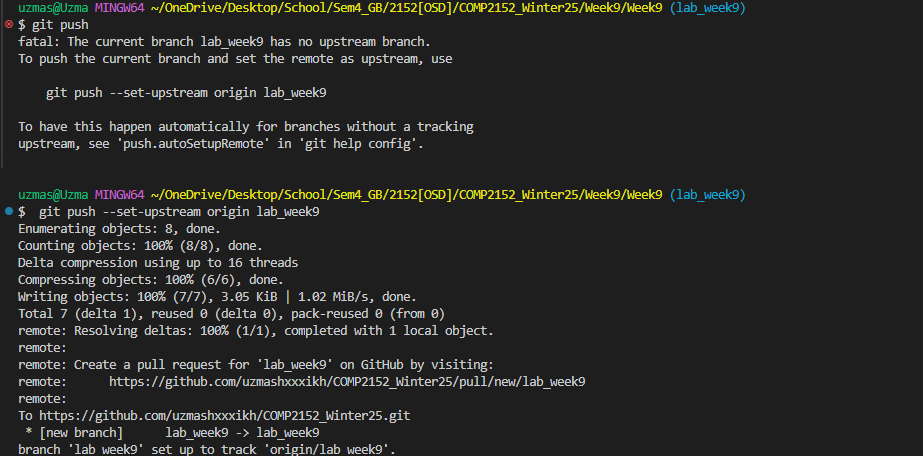 uzmas@Uzma MINGW64 ~/OneDrive/Desktop/School/Sem4_GB/2152[OSD]/COMP2152_Winter25/Week9/Week9 (lab_week9)
$ git push
fatal: The current branch lab_week9 has no upstream branch.
To push the current branch and set the remote as upstream, use
    git push --set-upstream origin lab_week9
To have this happen automatically for branches without a tracking
upstream, see 'push.autoSetupRemote' in 'git help config'.
uzmas@Uzma MINGW64 ~/OneDrive/Desktop/School/Sem4_GB/2152[OSD]/COMP2152_Winter25/Week9/Week9 (lab_week9)
$  git push --set-upstream origin lab_week9
Enumerating objects: 8, done.
Counting objects: 100% (8/8), done.
Delta compression using up to 16 threads
Compressing objects: 100% (6/6), done.
Writing objects: 100% (7/7), 3.05 KiB | 1.02 MiB/s, done.
Total 7 (delta 1), reused 0 (delta 0), pack-reused 0 (from 0)
remote: Resolving deltas: 100% (1/1), completed with 1 local object.
remote:
remote: Create a pull request for 'lab_week9' on GitHub by visiting:
remote:      https://github.com/uzmashxxxikh/COMP2152_Winter25/pull/new/lab_week9
remote:
To https://github.com/uzmashxxxikh/COMP2152_Winter25.git
 * [new branch]      lab_week9 -> lab_week9
branch 'lab_week9' set up to track 'origin/lab_week9'.